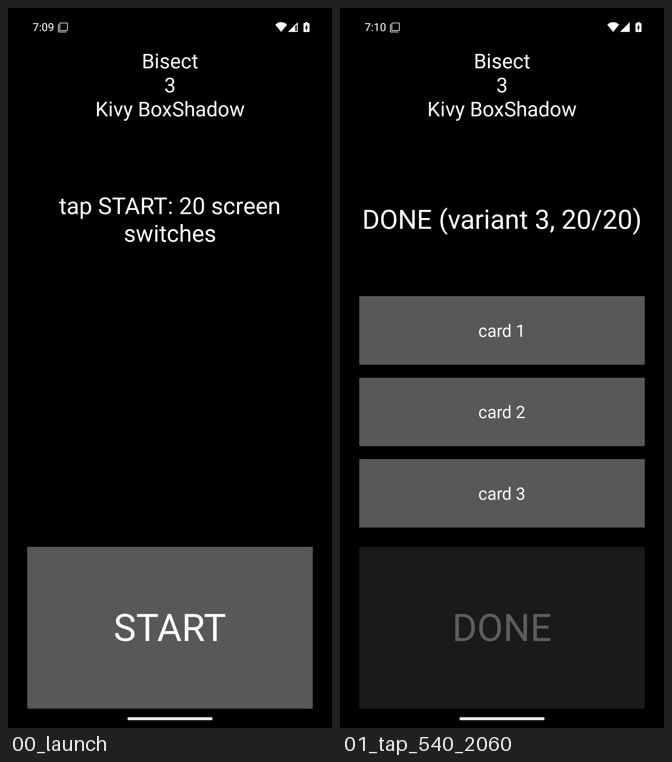 7:09
Bisect
3
Kivy BoxShadow
tap START: 20 screen
switches
START
00_launch
7:10
Bisect
3
Kivy BoxShadow
DONE (variant 3, 20/20)
card 1
card 2
card 3
DONE
01_tap_540_2060